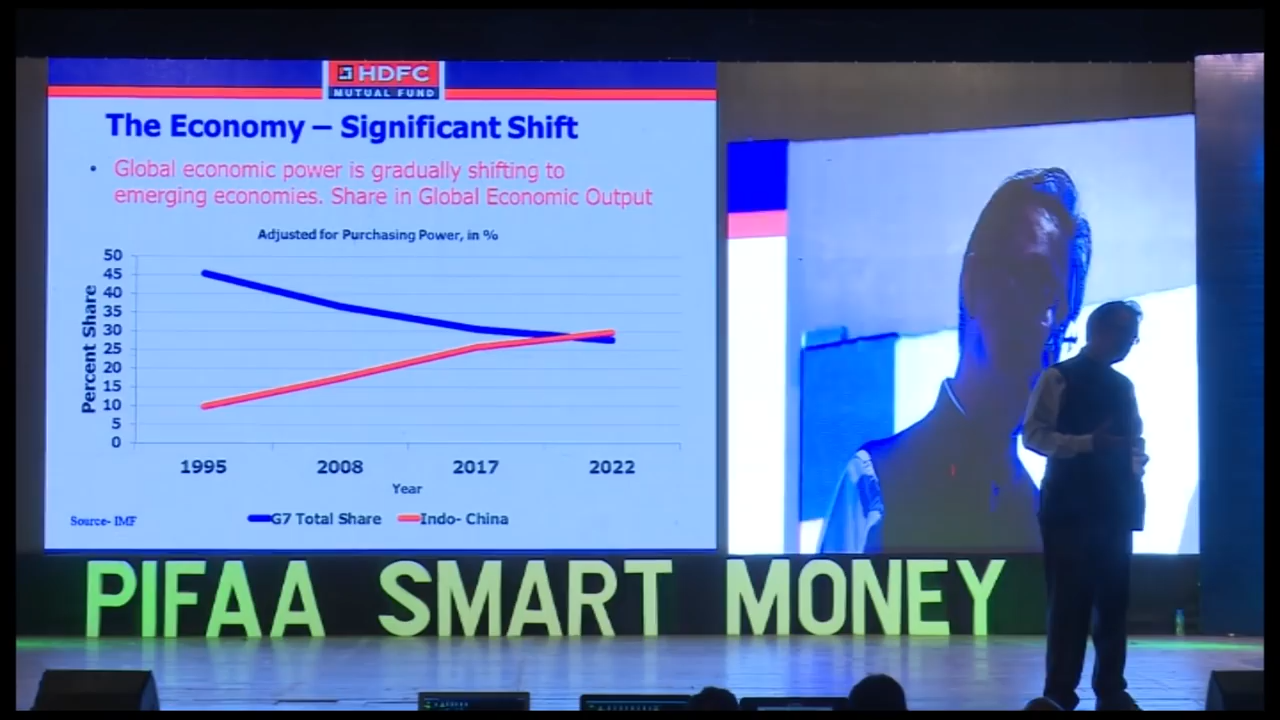 HDFC
MUTUAL FUND
The Economy – Significant Shift
• Global economic power is gradually shifting to
emerging economies. Share in Global Economic Output
Adjusted for Purchasing Power, in %
Percent Share
50
45
40
35
30
25
20
15
10
5
0
1995 2008 2017 2022
Year
Source- IMF
G7 Total Share Indo- China
PIFAA SMART MONEY